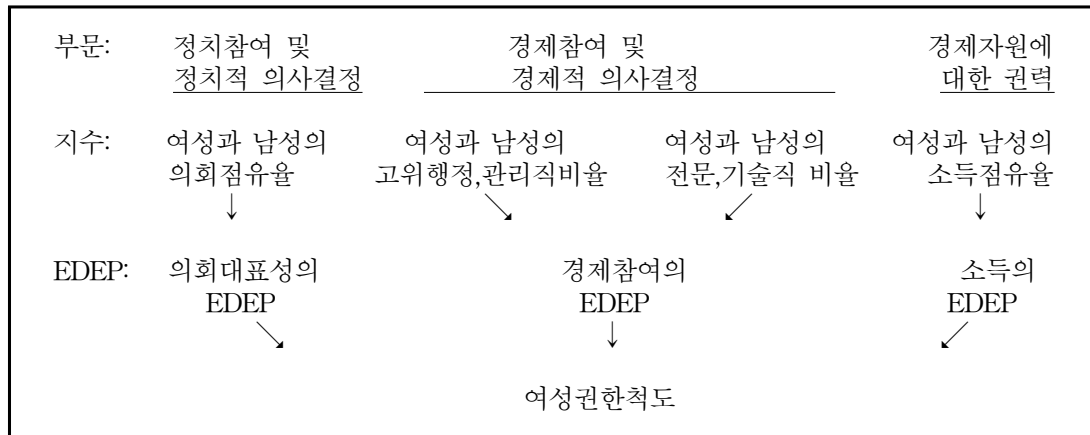 부문: 정치참여 및 경제참여 및 경제자원에
정치적 의사결정 경제적 의사결정 대한 권력
지수: 여성과 남성의 여성과 남성의 여성과 남성의 여성과 남성의
의회점유율 고위행정,관리직비율 전문,기술직 비율 소득점유율
↓ ↘ ↙ ↓
EDEP: 의회대표성의 경제참여의 소득의
EDEP EDEP EDEP
↘ ↓ ↙
여성권한척도